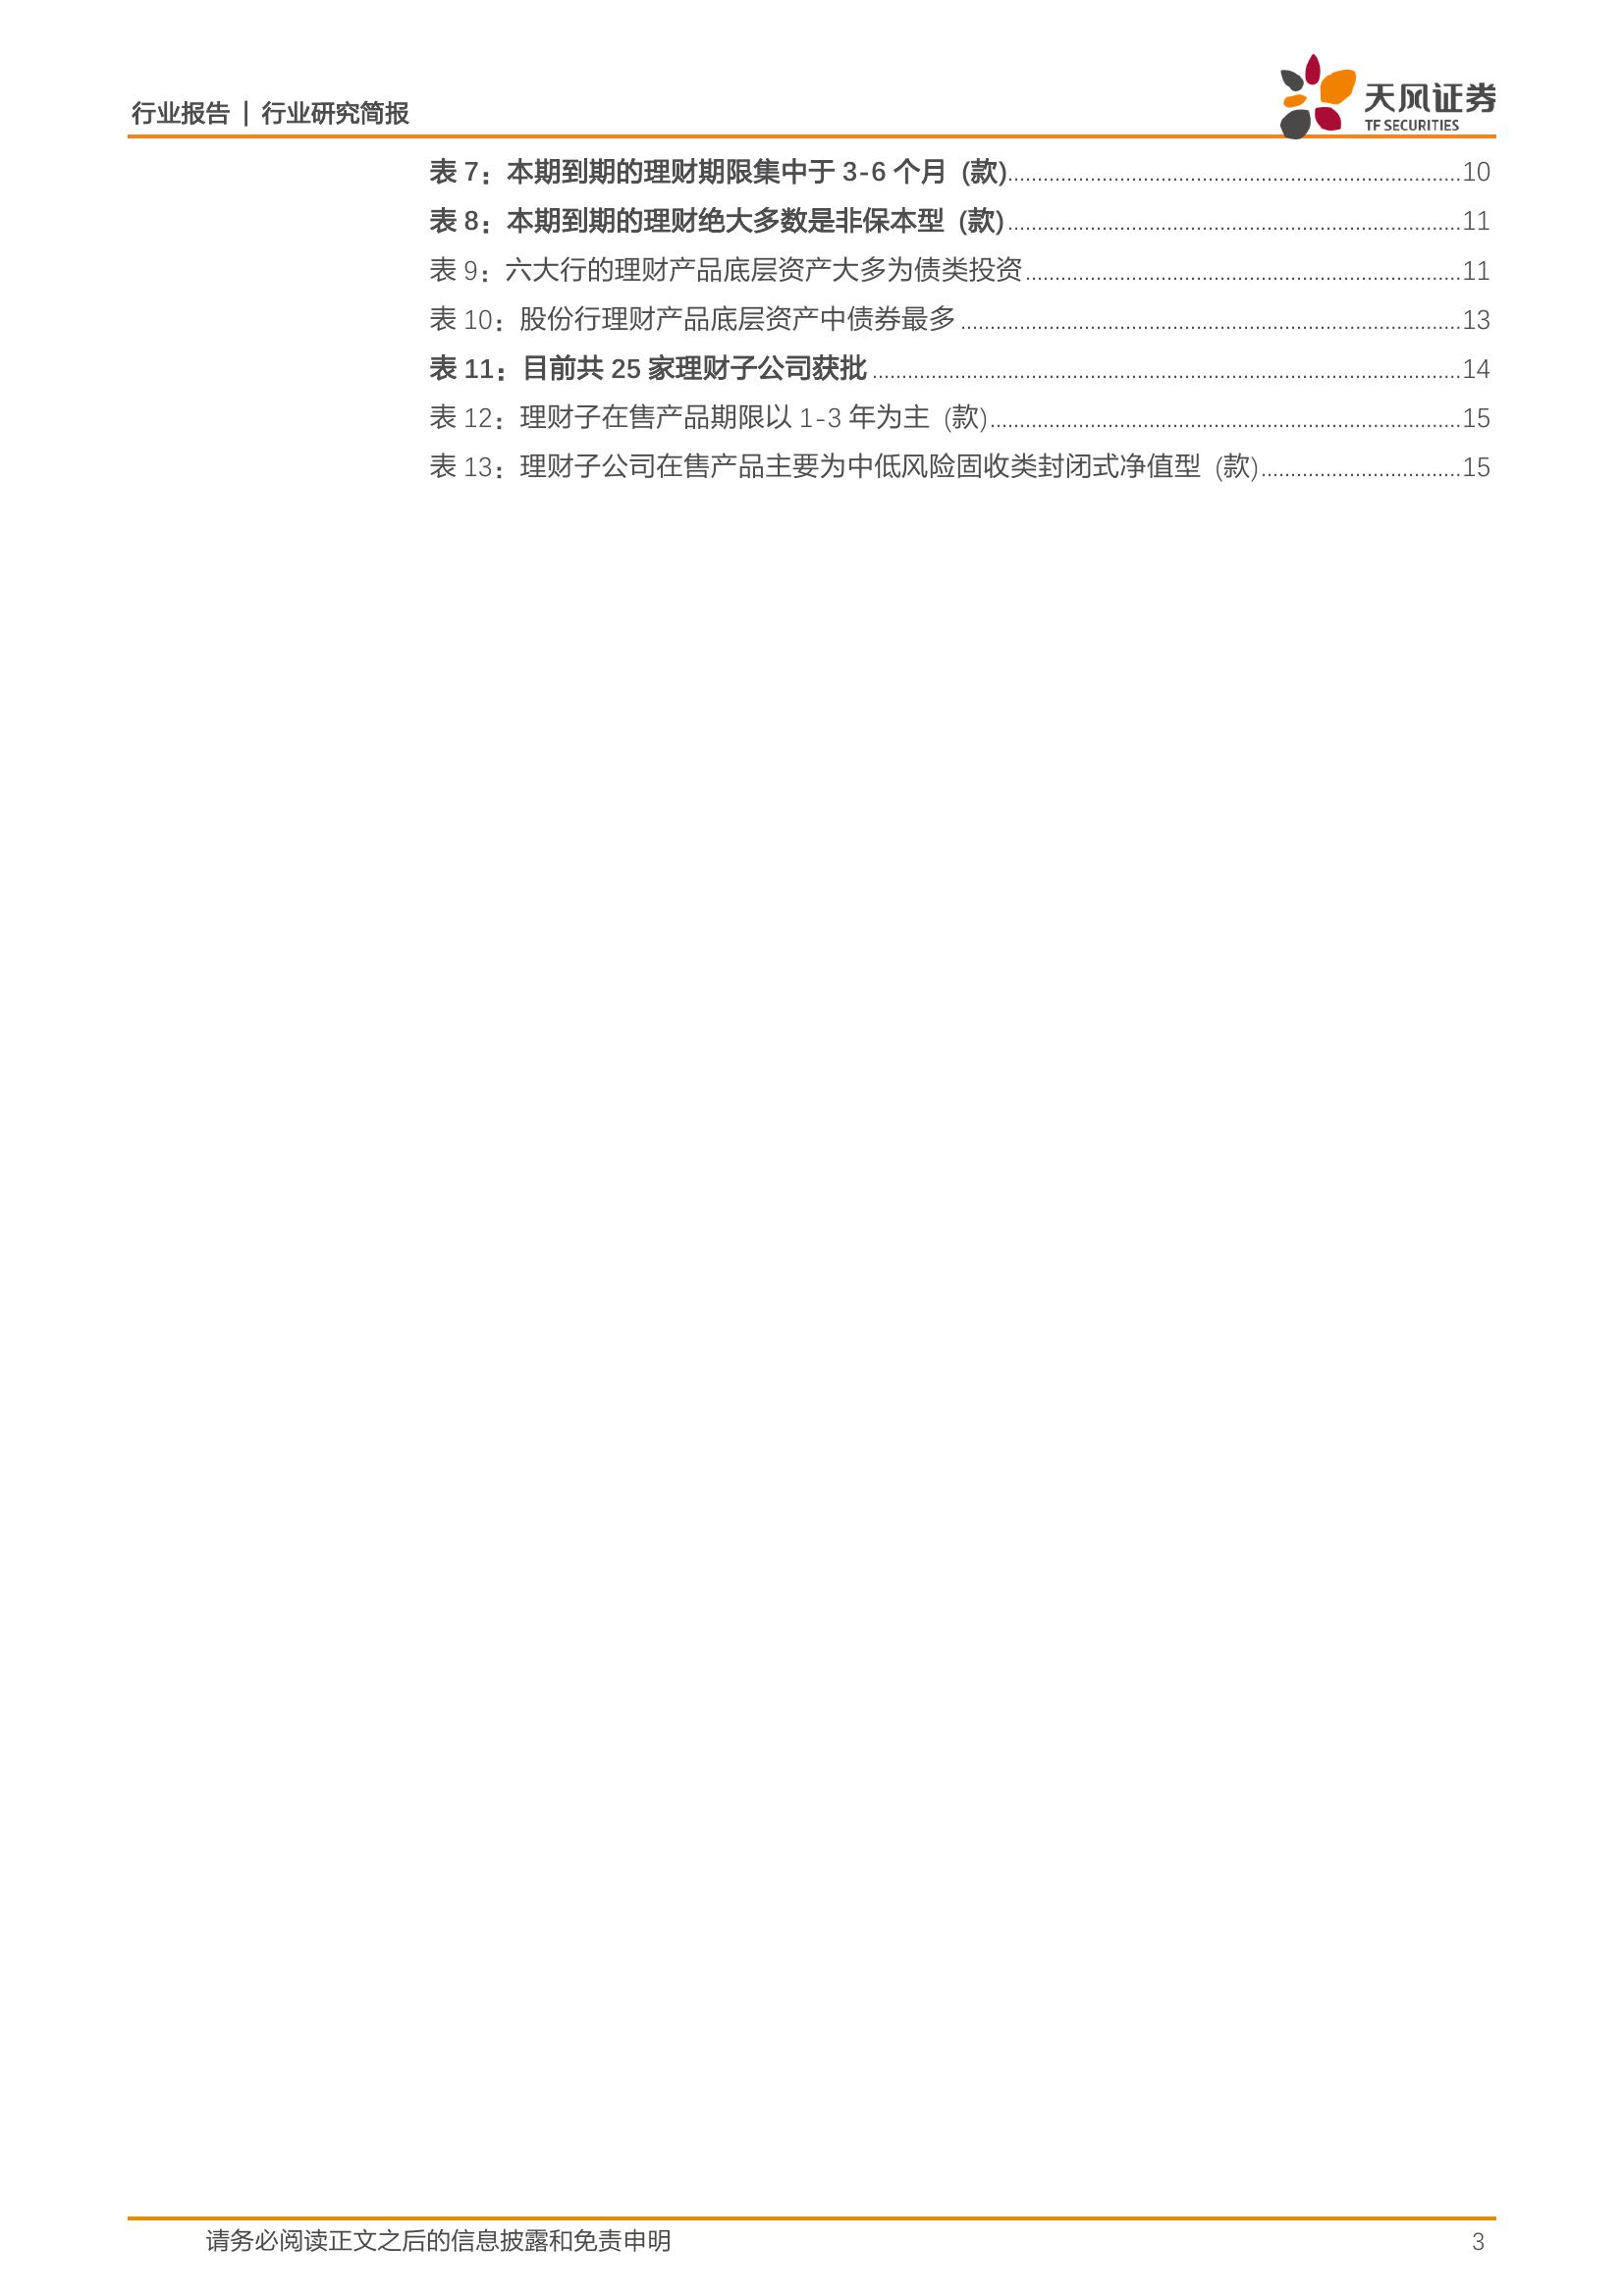 行业报告 | 行业研究简报
天风证券
TF SECURITIES
表 7：本期到期的理财期限集中于 3-6 个月（款）........10
表 8：本期到期的理财绝大多数是非保本型（款）........11
表 9：六大行的理财产品底层资产大多为债类投资........11
表 10：股份行理财产品底层资产中债券最多........13
表 11：目前共 25 家理财子公司获批........14
表 12：理财子在售产品期限以 1-3 年为主（款）........15
表 13：理财子公司在售产品主要为中低风险固收类封闭式净值型（款）........15
请务必阅读正文之后的信息披露和免责申明 3